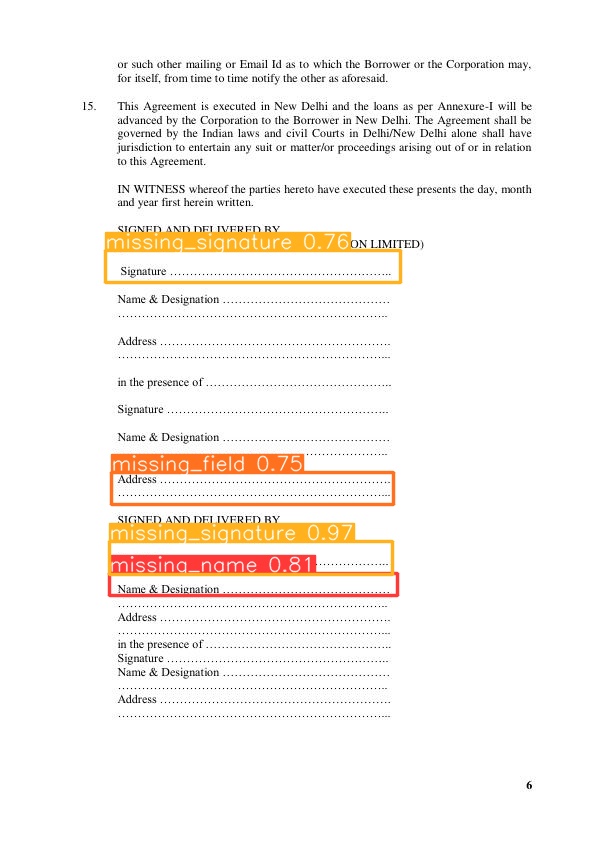 or such other mailing or Email Id as to which the Borrower or the Corporation may,
for itself, from time to time notify the other as aforesaid.
15. This Agreement is executed in New Delhi and the loans as per Annexure-I will be
advanced by the Corporation to the Borrower in New Delhi. The Agreement shall be
governed by the Indian laws and civil Courts in Delhi/New Delhi alone shall have
jurisdiction to entertain any suit or matter/or proceedings arising out of or in relation
to this Agreement.
IN WITNESS whereof the parties hereto have executed these presents the day, month
and year first herein written.
SIGNED AND DELIVERED BY
missing_signature 0.76 ON LIMITED)
Signature ………………………………………………..
Name & Designation ……………………………………
…………………………………………………………..
Address ………………………………………………….
…………………………………………………………...
in the presence of ………………………………………..
Signature ……………………………………………….
Name & Designation ……………………………………
………………..
missing_field 0.75
Address ………………………………………………….
…………………………………………………………...
SIGNED AND DELIVERED BY
missing_signature 0.97
missing_name 0.81 ………………...
Name & Designation ……………………………………
…………………………………………………………..
Address ………………………………………………….
…………………………………………………………...
in the presence of ………………………………………..
Signature ……………………………………………….
Name & Designation ……………………………………
…………………………………………………………..
Address ………………………………………………….
…………………………………………………………...
6